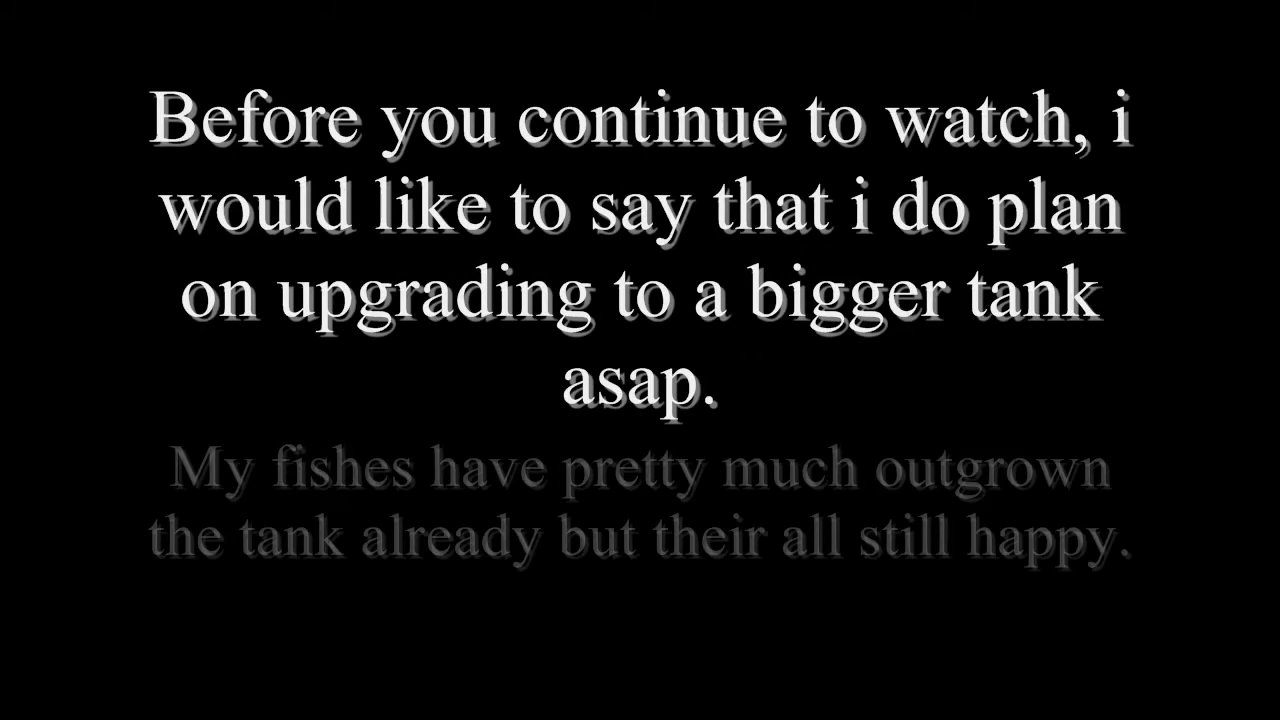 Before you continue to watch, i
would like to say that i do plan
on upgrading to a bigger tank
asap.
My fishes have pretty much outgrown
the tank already but their all still happy.